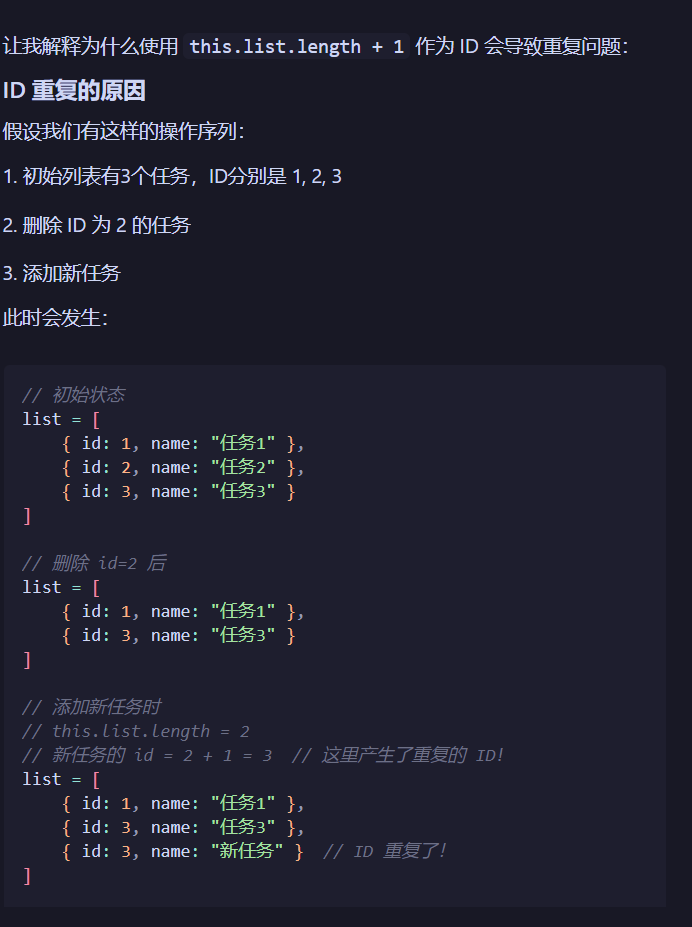 让我解释为什么使用 this.list.length + 1 作为 ID 会导致重复问题：
ID 重复的原因
假设我们有这样的操作序列：
1. 初始列表有3个任务，ID分别是 1, 2, 3
2. 删除 ID 为 2 的任务
3. 添加新任务
此时会发生：
// 初始状态
list = [
    { id: 1, name: "任务1" },
    { id: 2, name: "任务2" },
    { id: 3, name: "任务3" }
]
// 删除 id=2 后
list = [
    { id: 1, name: "任务1" },
    { id: 3, name: "任务3" }
]
// 添加新任务时
// this.list.length = 2
// 新任务的 id = 2 + 1 = 3  // 这里产生了重复的 ID！
list = [
    { id: 1, name: "任务1" },
    { id: 3, name: "任务3" },
    { id: 3, name: "新任务" }  // ID 重复了！
]